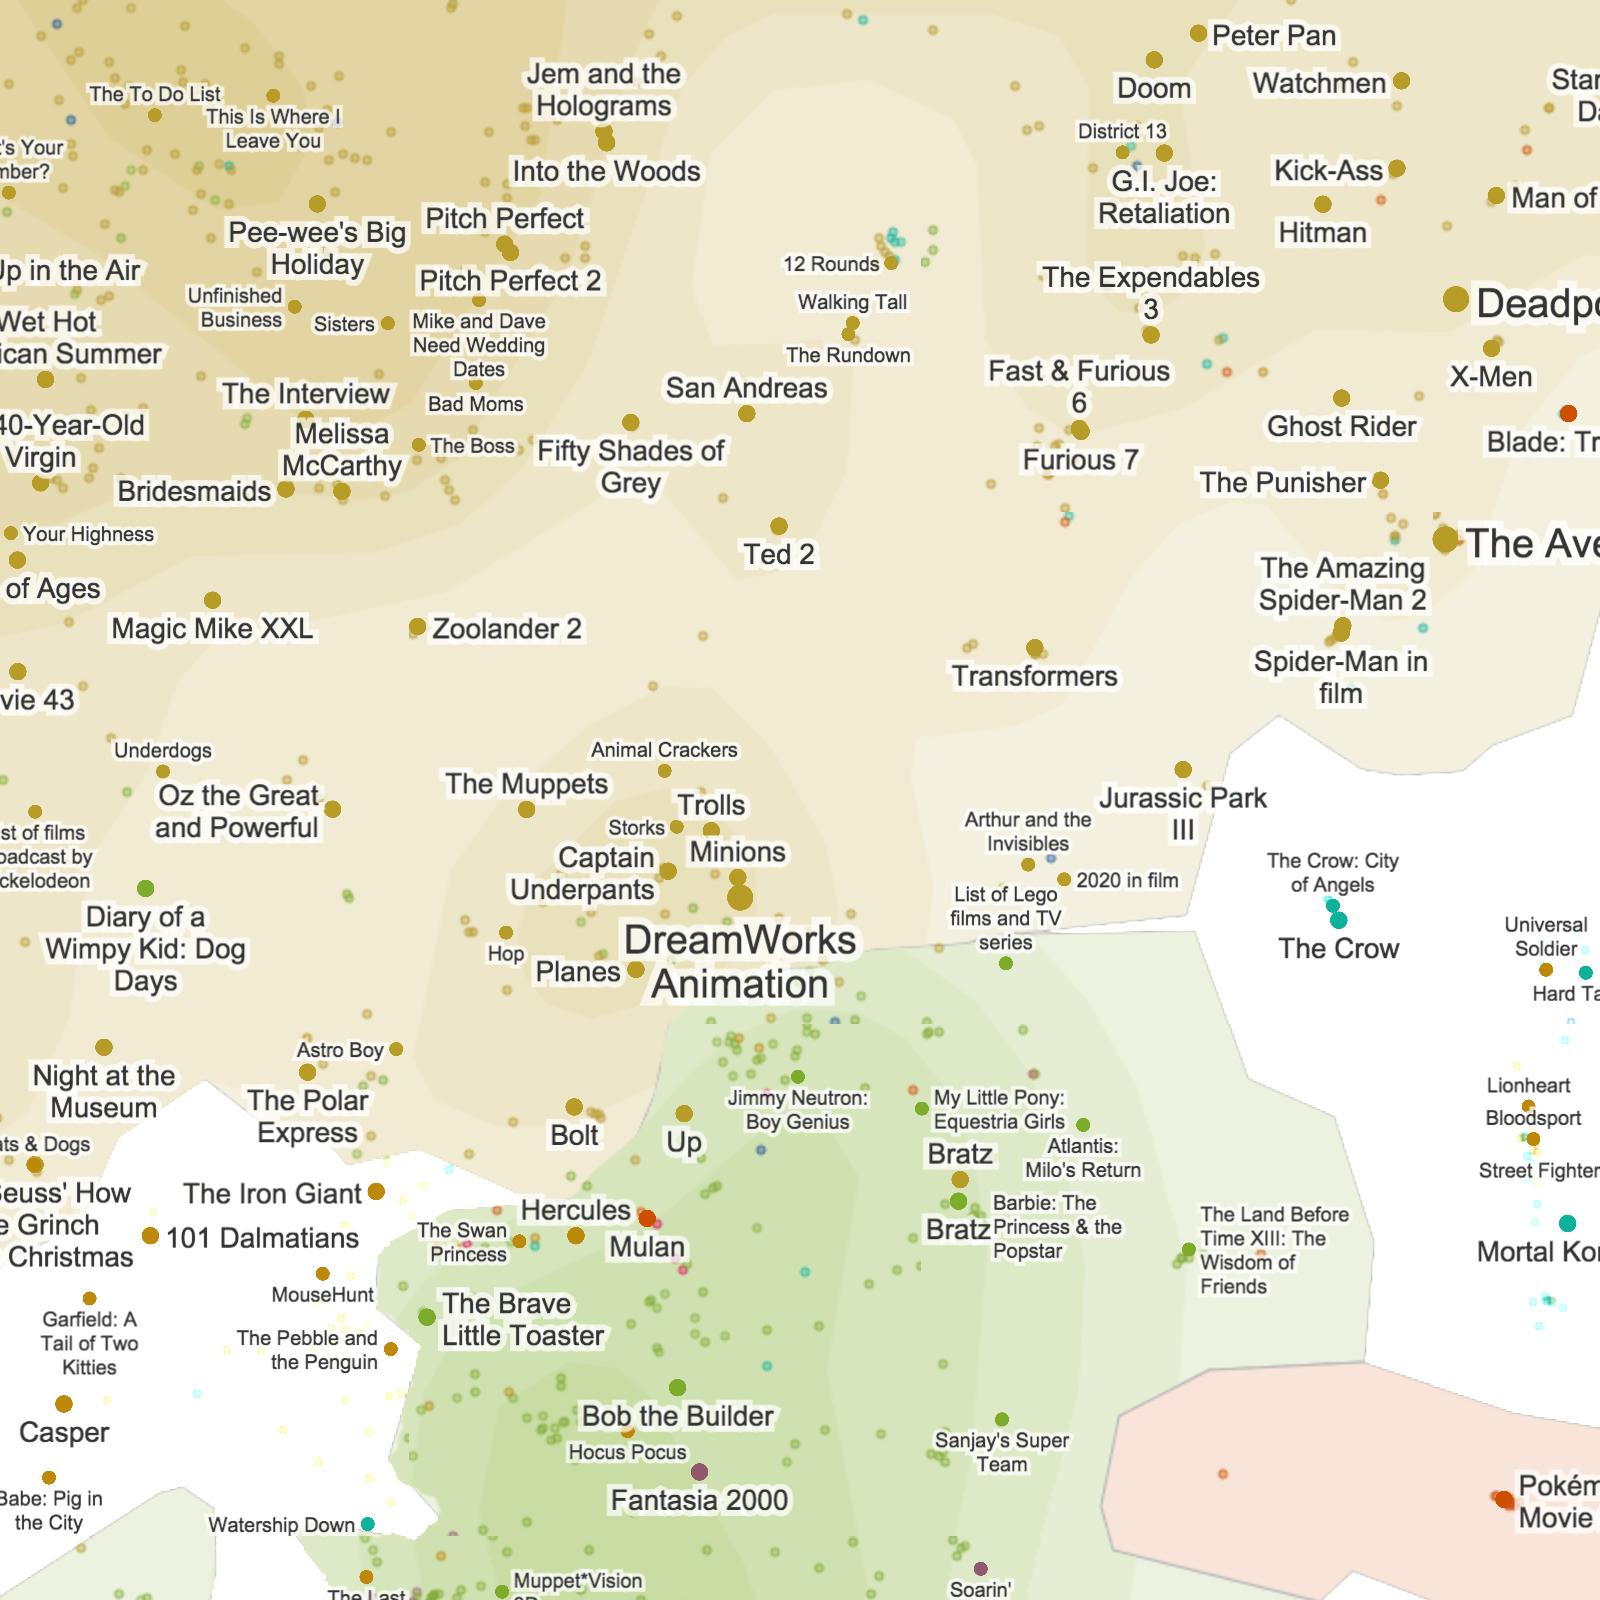 Peter Pan
Doom
Watchmen
Star
Da
Jem and the
Holograms
The To Do List
This Is Where I
Leave You
District 13
t's Your
mber?
Into the Woods
G.I. Joe:
Retaliation
Kick-Ass
Man of
Hitman
Pee-wee's Big
Holiday
Pitch Perfect
Pitch Perfect 2
Up in the Air
12 Rounds
The Expendables
3
Deadpo
Unfinished
Business
Sisters
Walking Tall
Mike and Dave
Need Wedding
Dates
Wet Hot
ican Summer
The Rundown
Fast & Furious
6
X-Men
The Interview
San Andreas
Bad Moms
40-Year-Old
Virgin
Melissa
McCarthy
The Boss
Fifty Shades of
Grey
Furious 7
Ghost Rider
Blade: Tr
Bridesmaids
The Punisher
Your Highness
Ted 2
The Ave
of Ages
The Amazing
Spider-Man 2
Magic Mike XXL
Zoolander 2
Transformers
Spider-Man in
film
vie 43
Underdogs
Animal Crackers
The Muppets
Oz the Great
and Powerful
Trolls
Storks
Jurassic Park
III
st of films
oadcast by
ckelodeon
Captain
Underpants
Minions
Arthur and the
Invisibles
2020 in film
List of Lego
films and TV
series
The Crow: City
of Angels
The Crow
Diary of a
Wimpy Kid: Dog
Days
Hop
Planes
DreamWorks
Animation
Universal
Soldier
Hard Ta
Astro Boy
Night at the
Museum
The Polar
Express
Jimmy Neutron:
Boy Genius
My Little Pony:
Equestria Girls
Lionheart
Bloodsport
Bolt
Up
Atlantis:
Milo's Return
ats & Dogs
Bratz
Street Fighter
Seuss' How
e Grinch
Christmas
The Iron Giant
101 Dalmatians
Hercules
The Swan
Princess
Mulan
Bratz
Barbie: The
Princess & the
Popstar
The Land Before
Time XIII: The
Wisdom of
Friends
Mortal Kor
MouseHunt
Garfield: A
Tail of Two
Kitties
The Brave
Little Toaster
The Pebble and
the Penguin
Casper
Bob the Builder
Hocus Pocus
Sanjay's Super
Team
Fantasia 2000
Pokém
Movie
Babe: Pig in
the City
Watership Down
The Last
Muppet*Vision
Soarin'